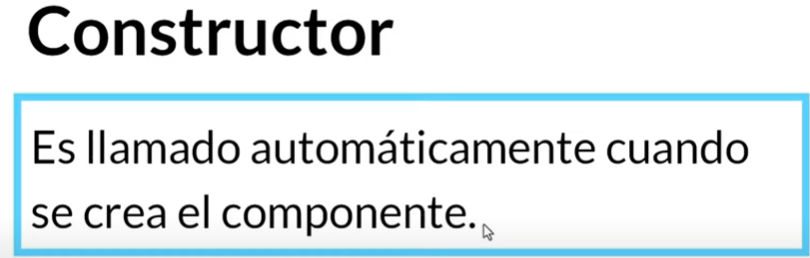 Constructor
Es llamado automáticamente cuando
se crea el componente.